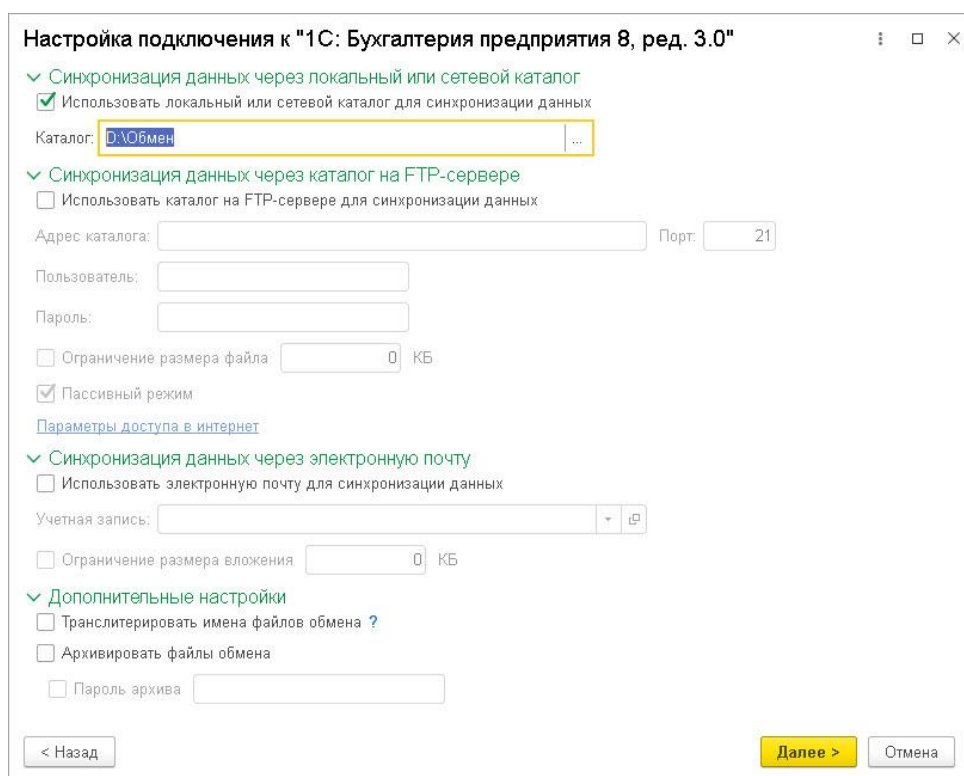 Настройка подключения к "1С: Бухгалтерия предприятия 8, ред. 3.0"
Синхронизация данных через локальный или сетевой каталог
Использовать локальный или сетевой каталог для синхронизации данных
Каталог: D:\Обмен ...
Синхронизация данных через каталог на FTP-сервере
Использовать каталог на FTP-сервере для синхронизации данных
Адрес каталога: Порт: 21
Пользователь:
Пароль:
Ограничение размера файла 0 КБ
Пассивный режим
Параметры доступа в интернет
Синхронизация данных через электронную почту
Использовать электронную почту для синхронизации данных
Учетная запись:
Ограничение размера вложения 0 КБ
Дополнительные настройки
Транслитерировать имена файлов обмена ?
Архивировать файлы обмена
Пароль архива
< Назад Далее > Отмена